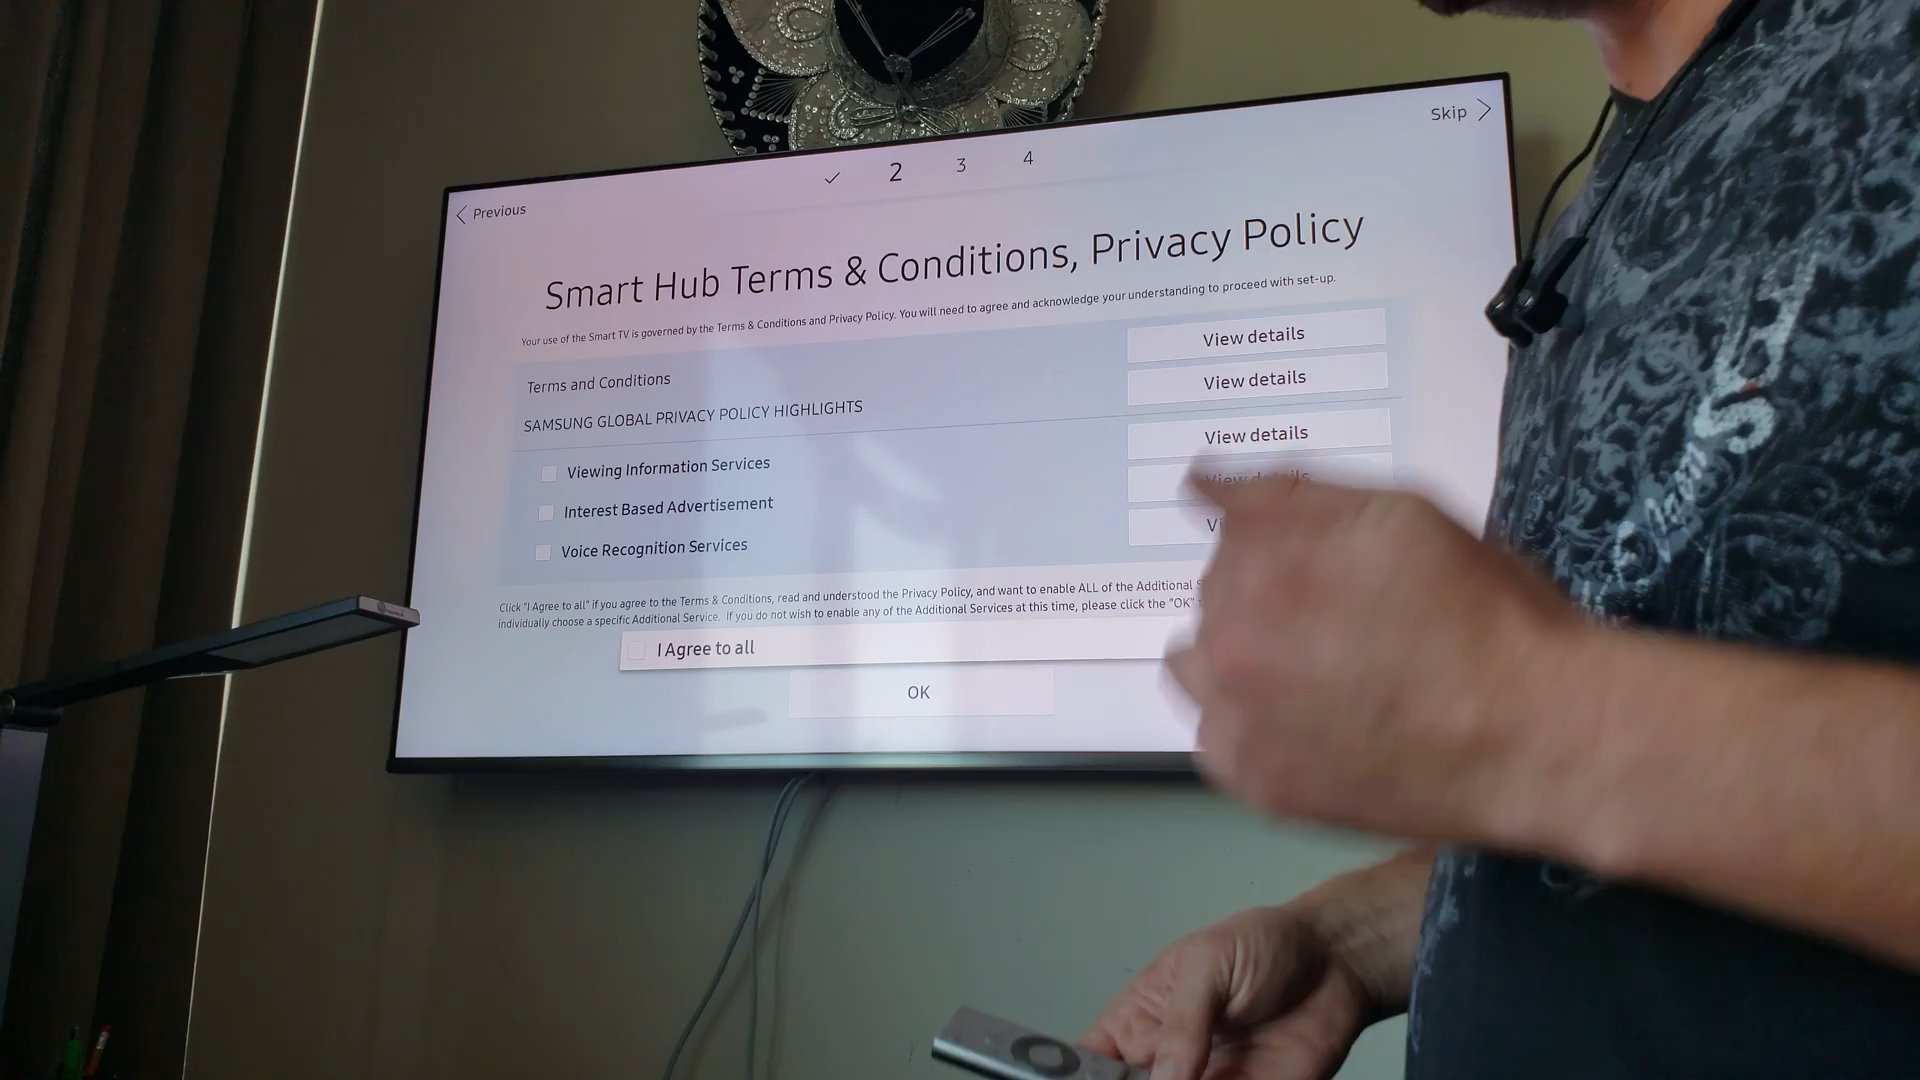 Skip
2 3 4
Previous
Smart Hub Terms & Conditions, Privacy Policy
Your use of the Smart TV is governed by the Terms & Conditions and Privacy Policy. You will need to agree and acknowledge your understanding to proceed with set-up.
Terms and Conditions View details
SAMSUNG GLOBAL PRIVACY POLICY HIGHLIGHTS View details
Viewing Information Services View details
Interest Based Advertisement View details
Voice Recognition Services
Click "I Agree to all" if you agree to the Terms & Conditions, read and understood the Privacy Policy, and want to enable ALL of the Additional
individually choose a specific Additional Service. If you do not wish to enable any of the Additional Services at this time, please click the "OK"
I Agree to all
OK